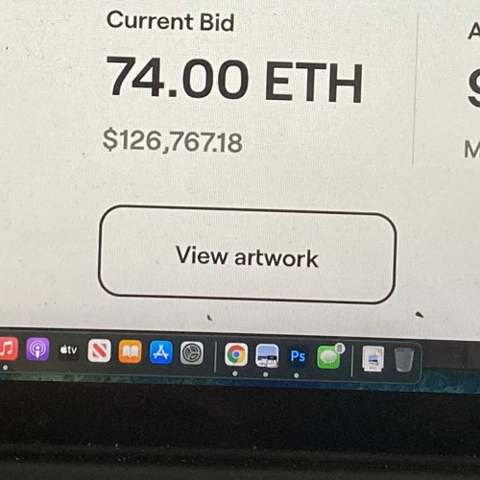 Current Bid
74.00 ETH
$126,767.18
View artwork
tv
Ps